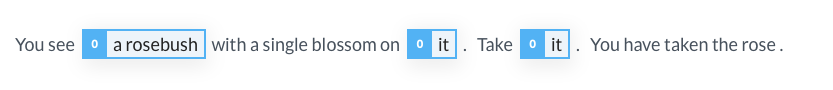 You see 0 a rosebush with a single blossom on 0 it . Take 0 it . You have taken the rose .